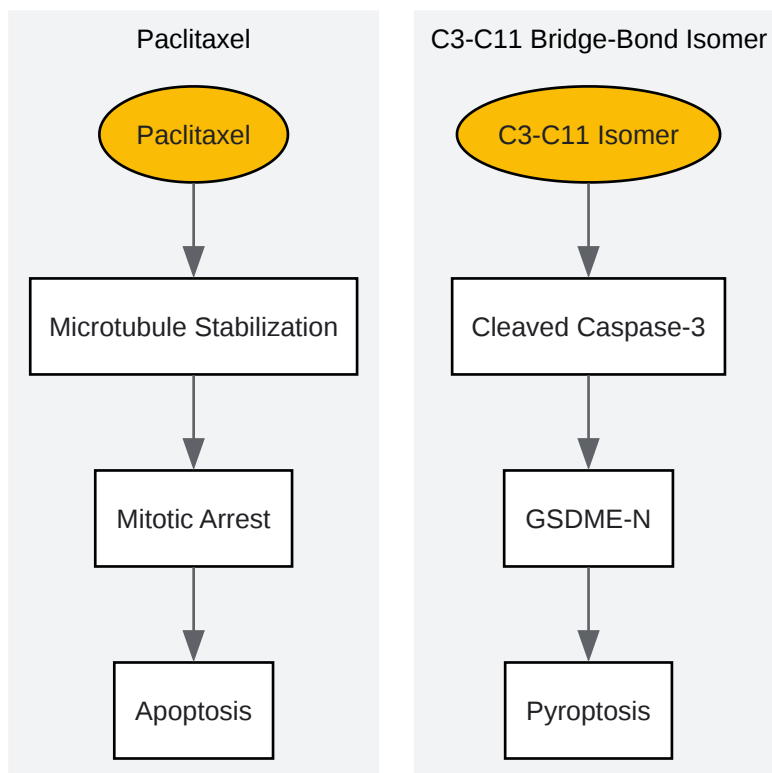 Paclitaxel
Paclitaxel
Microtubule Stabilization
Mitotic Arrest
Apoptosis
C3-C11 Bridge-Bond Isomer
C3-C11 Isomer
Cleaved Caspase-3
GSDME-N
Pyroptosis